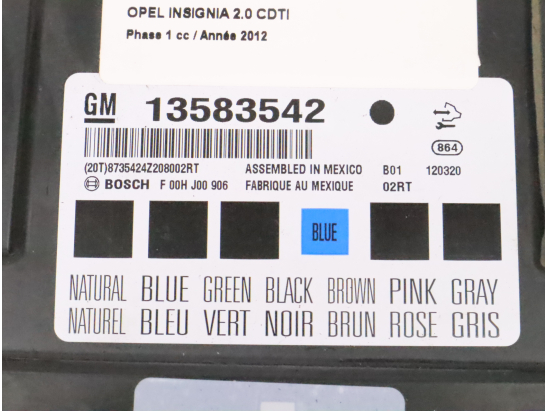 OPEL INSIGNIA 2.0 CDTI
Phase 1 cc / Année 2012
GM 13583542
864
(20T)8735424Z208002RT ASSEMBLED IN MEXICO B01 120320
BOSCH F 00H J00 906 FABRIQUE AU MEXIQUE 02RT
BLUE
NATURAL BLUE GREEN BLACK BROWN PINK GRAY
NATUREL BLEU VERT NOIR BRUN ROSE GRIS